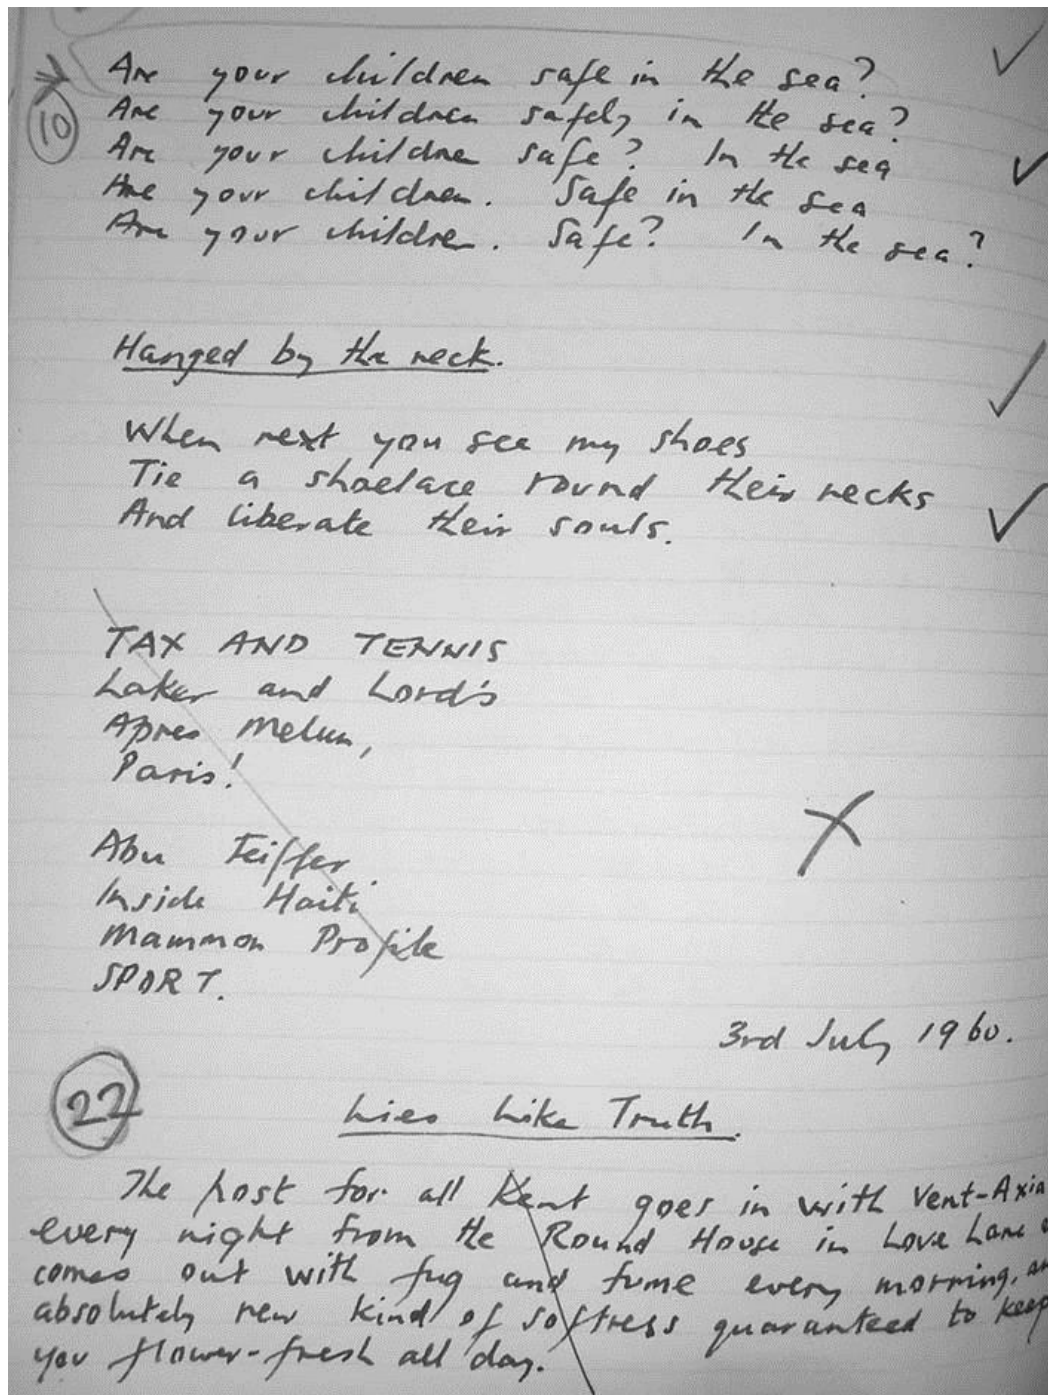 Are your children safe in the sea?
10
Are your children safely in the sea?
Are your children safe? In the sea
Are your children. Safe in the sea
Are your children. Safe? In the sea?
Hanged by the neck.
When next you see my shoes
Tie a shoelace round their necks
And liberate their souls.
TAX AND TENNIS
Laker and Lord's
Apres Melun,
Paris!
Abu Feiffer
Inside Haiti
Mammon Profile
SPORT.
3rd July 1960.
22
Lies Like Truth.
The post for all Kent goes in with Vent-Axia
every night from the Round House in Love Lane
comes out with fug and fume every morning, an
absolutely new kind of softness guaranteed to keep
you flower-fresh all day.